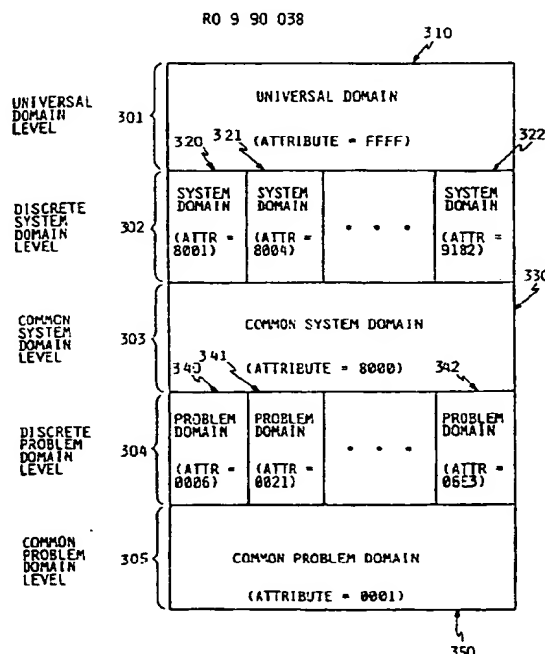 RO 9 90 038
310
UNIVERSAL
DOMAIN
LEVEL
301
UNIVERSAL DOMAIN
(ATTRIBUTE = FFFF)
320
321
322
DISCRETE
SYSTEM
DOMAIN
LEVEL
302
SYSTEM
DOMAIN
(ATTR =
8001)
SYSTEM
DOMAIN
(ATTR =
8004)
• • •
SYSTEM
DOMAIN
(ATTR =
9182)
330
COMMON
SYSTEM
DOMAIN
LEVEL
303
COMMON SYSTEM DOMAIN
(ATTRIBUTE = 8000)
340
341
342
DISCRETE
PROBLEM
DOMAIN
LEVEL
304
PROBLEM
DOMAIN
(ATTR =
0006)
PROBLEM
DOMAIN
(ATTR =
0021)
• • •
PROBLEM
DOMAIN
(ATTR =
06E3)
COMMON
PROBLEM
DOMAIN
LEVEL
305
COMMON PROBLEM DOMAIN
(ATTRIBUTE = 0001)
350